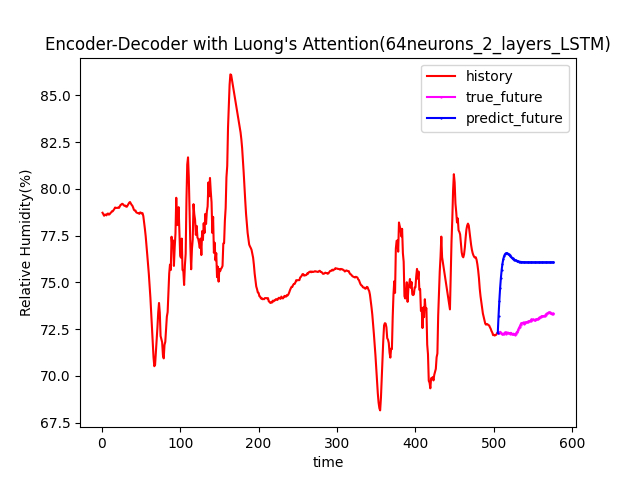 Encoder-Decoder with Luong's Attention(64neurons_2_layers_LSTM)
history
true_future
predict_future
Relative Humidity(%)
85.0
82.5
80.0
77.5
75.0
72.5
70.0
67.5
0 100 200 300 400 500 600
time